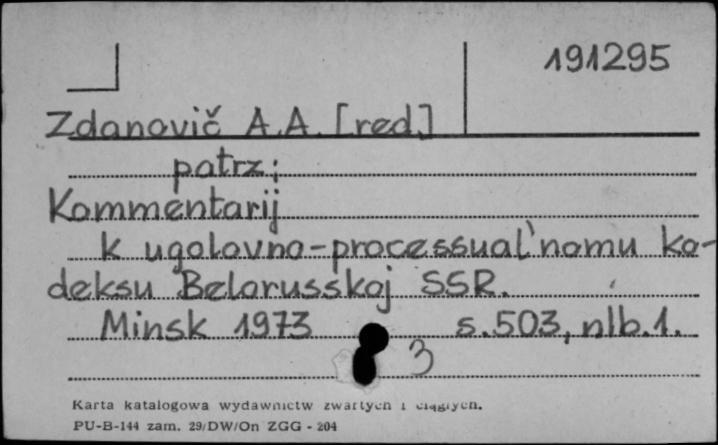 191295
Zdanovič A.A. [red.]
patrz:
Kommentarij
k ugolovno-processual'nomu ko-
deksu Belorusskoj SSR.
Minsk 1973 s.503, nlb.1.
3
Karta katalogowa wydawnictw zwartych i ciągłych.
PU-B-144 zam. 29/DW/On ZGG - 204